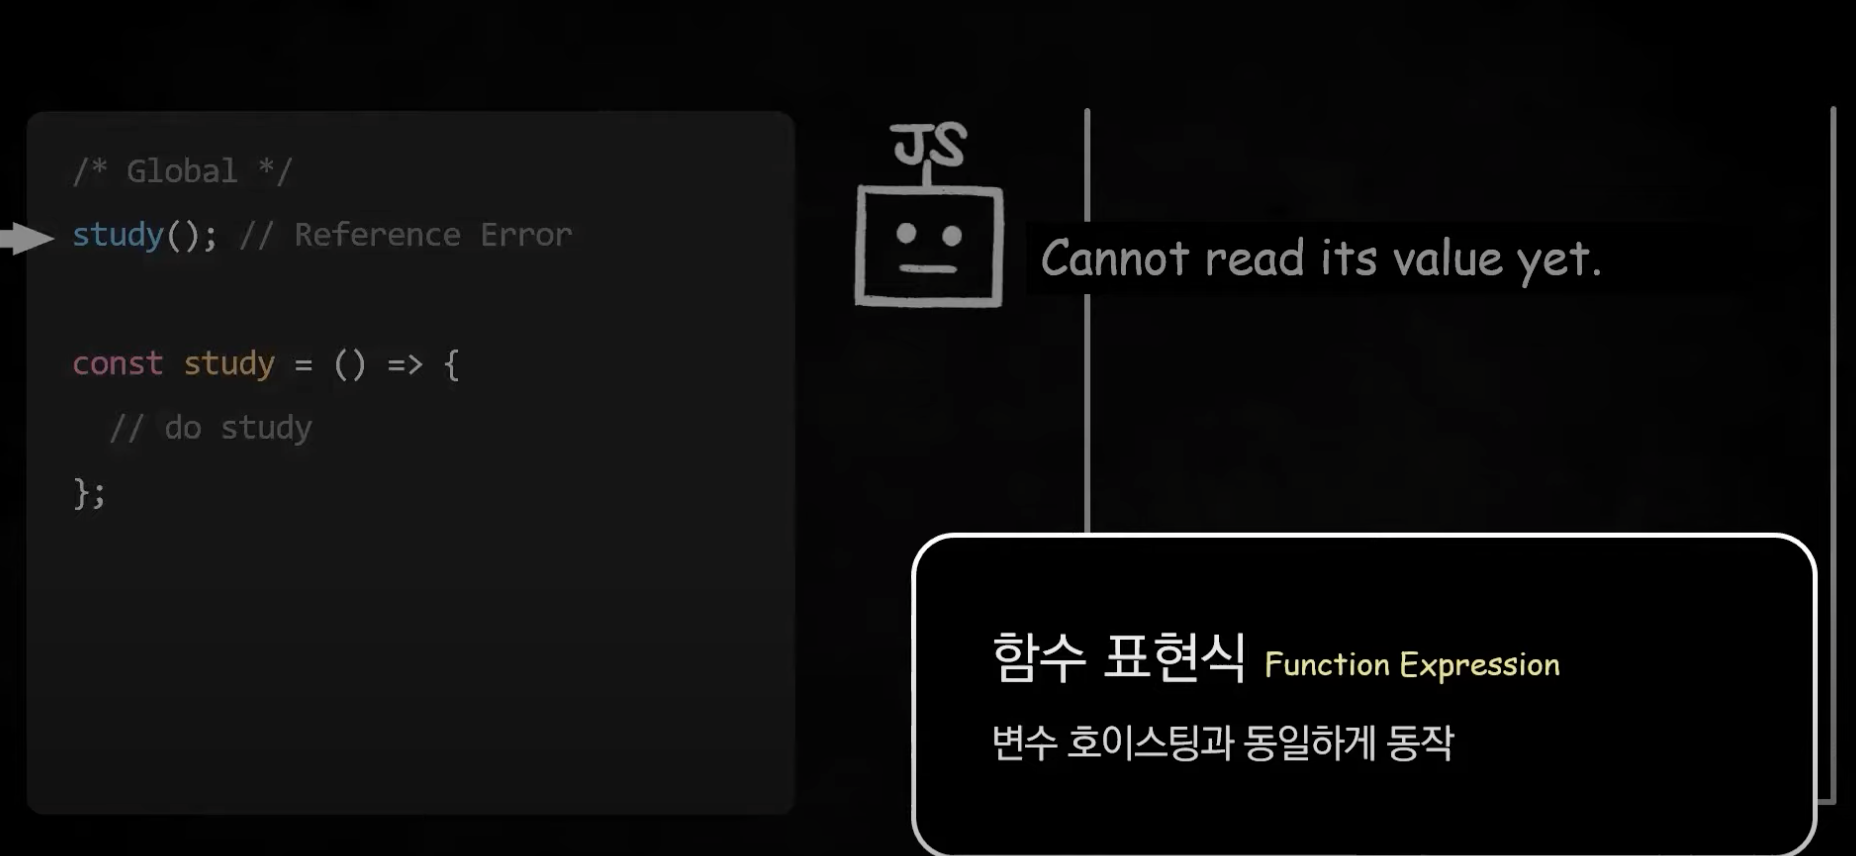 /* Global */
study(); // Reference Error
const study = () => {
// do study
};
JS
Cannot read its value yet.
함수 표현식 Function Expression
변수 호이스팅과 동일하게 동작